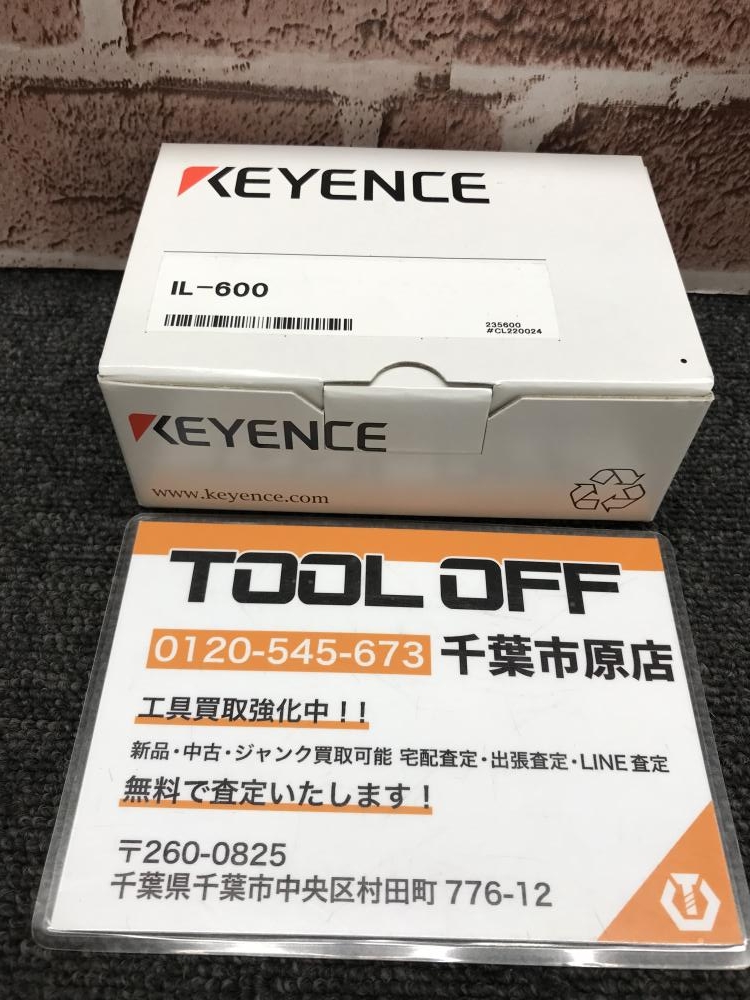 KEYENCE
IL-600
235600
#CL220024
KEYENCE
www.keyence.com
TOOL OFF
0120-545-673 千葉市原店
工具買取強化中！！
新品・中古・ジャンク買取可能 宅配査定・出張査定・LINE査定
無料で査定いたします！
〒260-0825
千葉県千葉市中央区村田町 776-12